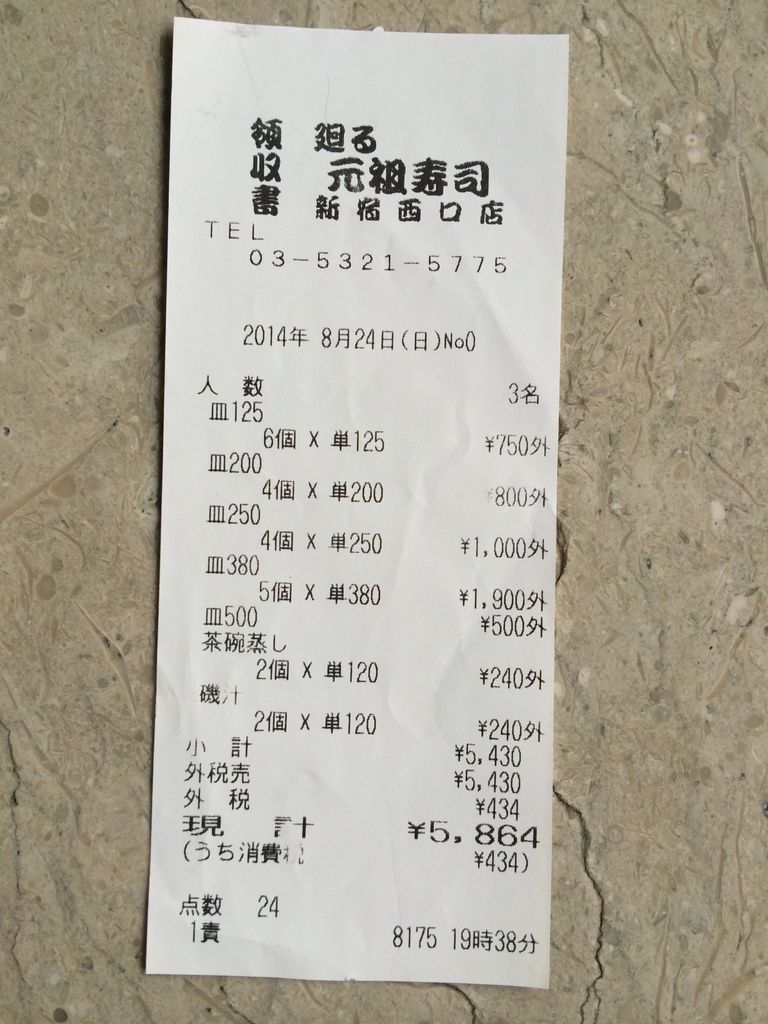 領収書
廻る
元祖寿司
新宿西口店
TEL
03-5321-5775
2014年 8月24日(日)No0
人 数 3名
皿125
6個 X 単125 ¥750外
皿200
4個 X 単200 ¥800外
皿250
4個 X 単250 ¥1,000外
皿380
5個 X 単380 ¥1,900外
皿500 ¥500外
茶碗蒸し
2個 X 単120 ¥240外
磯汁
2個 X 単120 ¥240外
小 計 ¥5,430
外税売 ¥5,430
外 税 ¥434
現 計 ¥5,864
(うち消費税 ¥434)
点数 24
1責 8175 19時38分